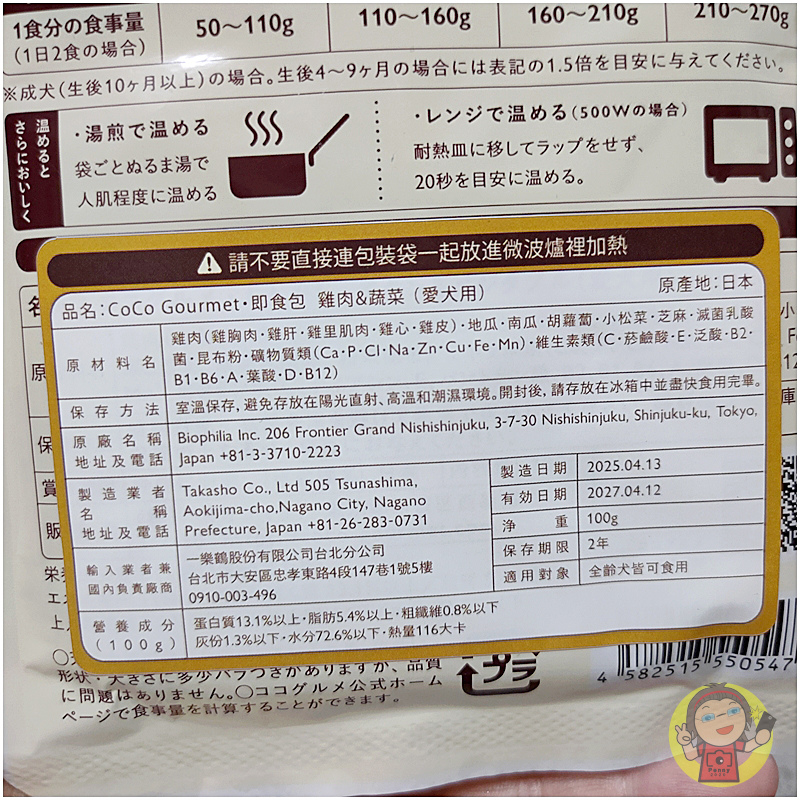 1食分の食事量
(1日2食の場合)
50〜110g
110〜160g
160〜210g
210〜270g
※成犬(生後10ヶ月以上)の場合。生後4〜9ヶ月の場合には表記の1.5倍を目安に与えてください。
温めると
さらにおいしく
・湯煎で温める
袋ごとぬるま湯で
人肌程度に温める
・レンジで温める(500Wの場合)
耐熱皿に移してラップをせず、
20秒を目安に温める。
請不要直接連包裝袋一起放進微波爐裡加熱
品名:CoCo Gourmet・即食包 雞肉&蔬菜(愛犬用)
原產地:日本
原材料名
雞肉(雞胸肉・雞肝・雞里肌肉・雞心・雞皮)・地瓜・南瓜・胡蘿蔔・小松菜・芝麻・滅菌乳酸
菌・昆布粉・礦物質類(Ca・P・Cl・Na・Zn・Cu・Fe・Mn)・維生素類(C・菸鹼酸・E・泛酸・B2・
B1・B6・A・葉酸・D・B12)
保存方法
室溫保存,避免存放在陽光直射、高溫和潮濕環境。開封後,請存放在冰箱中並盡快食用完畢。
原廠名稱
地址及電話
Biophilia Inc. 206 Frontier Grand Nishishinjuku, 3-7-30 Nishishinjuku, Shinjuku-ku, Tokyo,
Japan +81-3-3710-2223
製造業者
名稱
地址及電話
Takasho Co., Ltd 505 Tsunashima,
Aokijima-cho,Nagano City, Nagano
Prefecture, Japan +81-26-283-0731
製造日期
2025.04.13
有效日期
2027.04.12
淨重
100g
保存期限
2年
適用對象
全齡犬皆可食用
輸入業者兼
國內負責廠商
一樂鶴股份有限公司台北分公司
台北市大安區忠孝東路4段147巷1號5樓
0910-003-496
營養成分
(100g)
蛋白質13.1%以上・脂肪5.4%以上・粗纖維0.8%以下
灰份1.3%以下・水分72.6%以下・熱量116大卡
形状・大きさに多少バラつきがありますが、品質
に問題はありません。〇ココグルメ公式ホーム
ページで食事量を計算することができます。
プラ
4 582515 550547
Penny